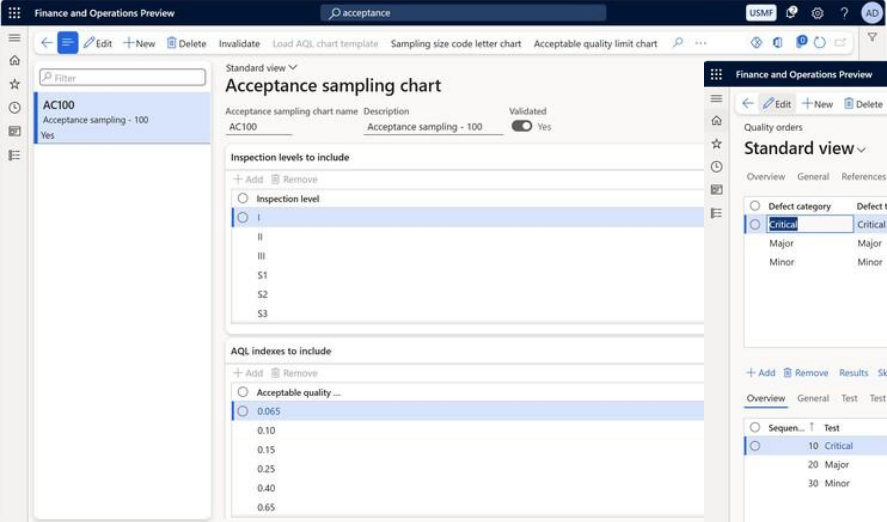 Finance and Operations Preview
acceptance
USMF
?
AD
Edit
New
Delete
Invalidate
Load AQL chart template
Sampling size code letter chart
Acceptable quality limit chart
0
Filter
AC100
Acceptance sampling - 100
Yes
Standard view
Acceptance sampling chart
Acceptance sampling chart name Description Validated
AC100 Acceptance sampling - 100 Yes
Inspection levels to include
Add Remove
Inspection level
I
II
III
S1
S2
S3
AQL indexes to include
Add Remove
Acceptable quality ...
0.065
0.10
0.15
0.25
0.40
0.65
Finance and Operations Preview
Edit New Delete
Quality orders
Standard view
Overview General References
Defect category Defect t
Critical Critical
Major Major
Minor Minor
Add Remove Results Sk
Overview General Test Test
Sequen... Test
10 Critical
20 Major
30 Minor